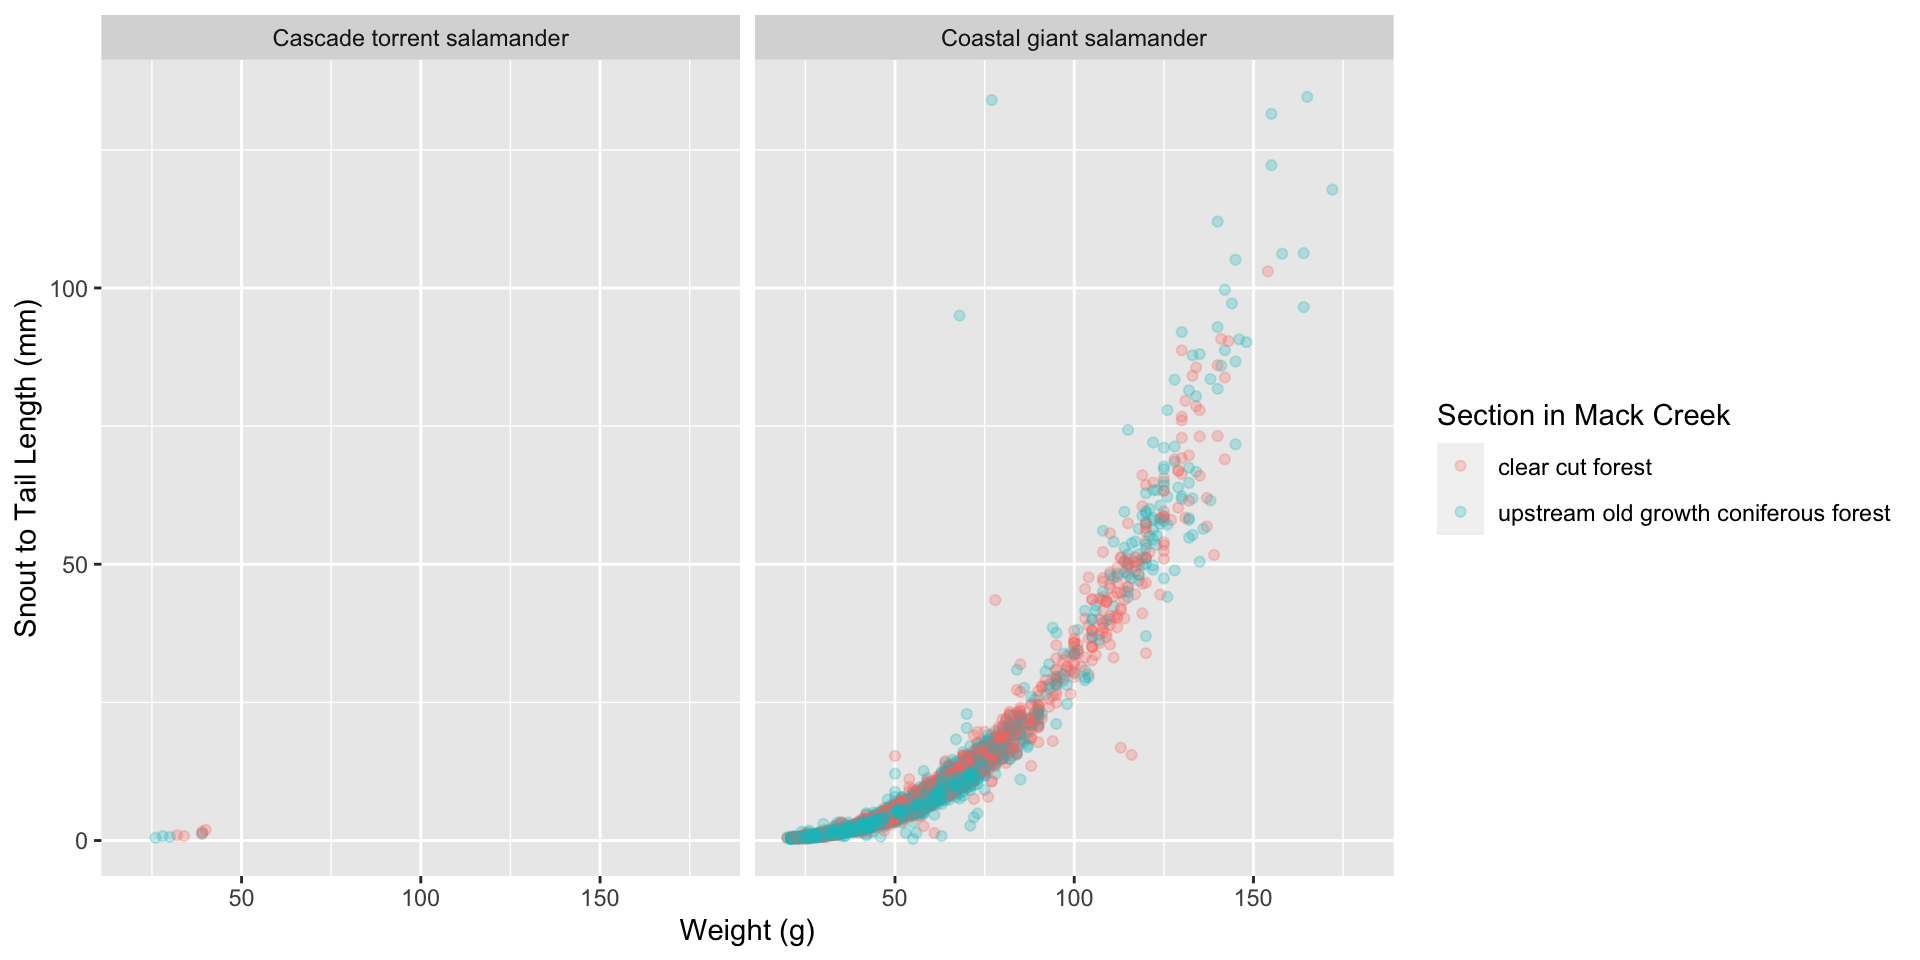 Cascade torrent salamander
Coastal giant salamander
Snout to Tail Length (mm)
100
50
0
50
100
150
50
100
150
Weight (g)
Section in Mack Creek
clear cut forest
upstream old growth coniferous forest